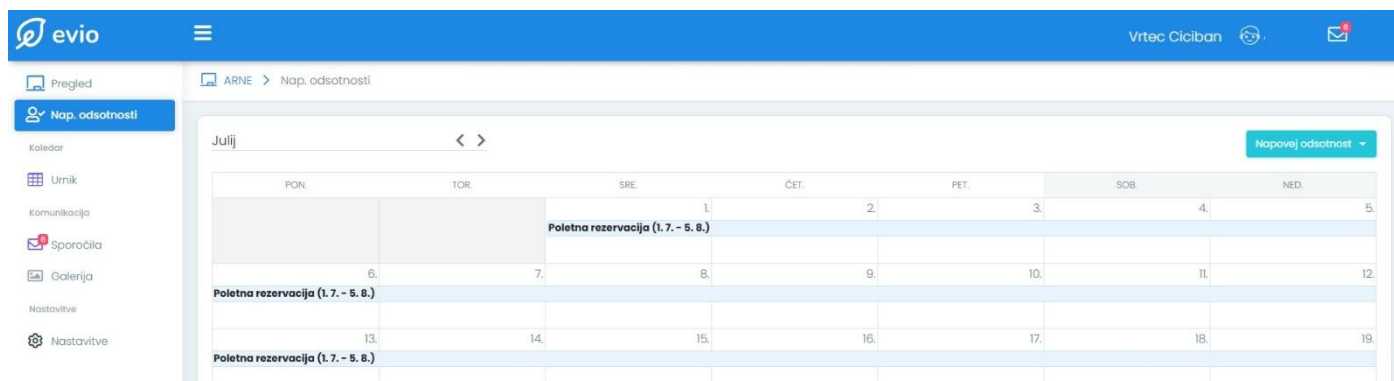 evio
Vrtec Ciciban
6
Pregled
ARNE > Nap. odsotnosti
Nap. odsotnosti
Koledar
Urnik
Komunikacija
6
Sporočila
Galerija
Nastavitve
Nastavitve
Julij
Napovej odsotnost
PON. TOR. SRE. ČET. PET. SOB. NED.
1. 2. 3. 4. 5.
Poletna rezervacija (1. 7. - 5. 8.)
6. 7. 8. 9. 10. 11. 12.
Poletna rezervacija (1. 7. - 5. 8.)
13. 14. 15. 16. 17. 18. 19.
Poletna rezervacija (1. 7. - 5. 8.)